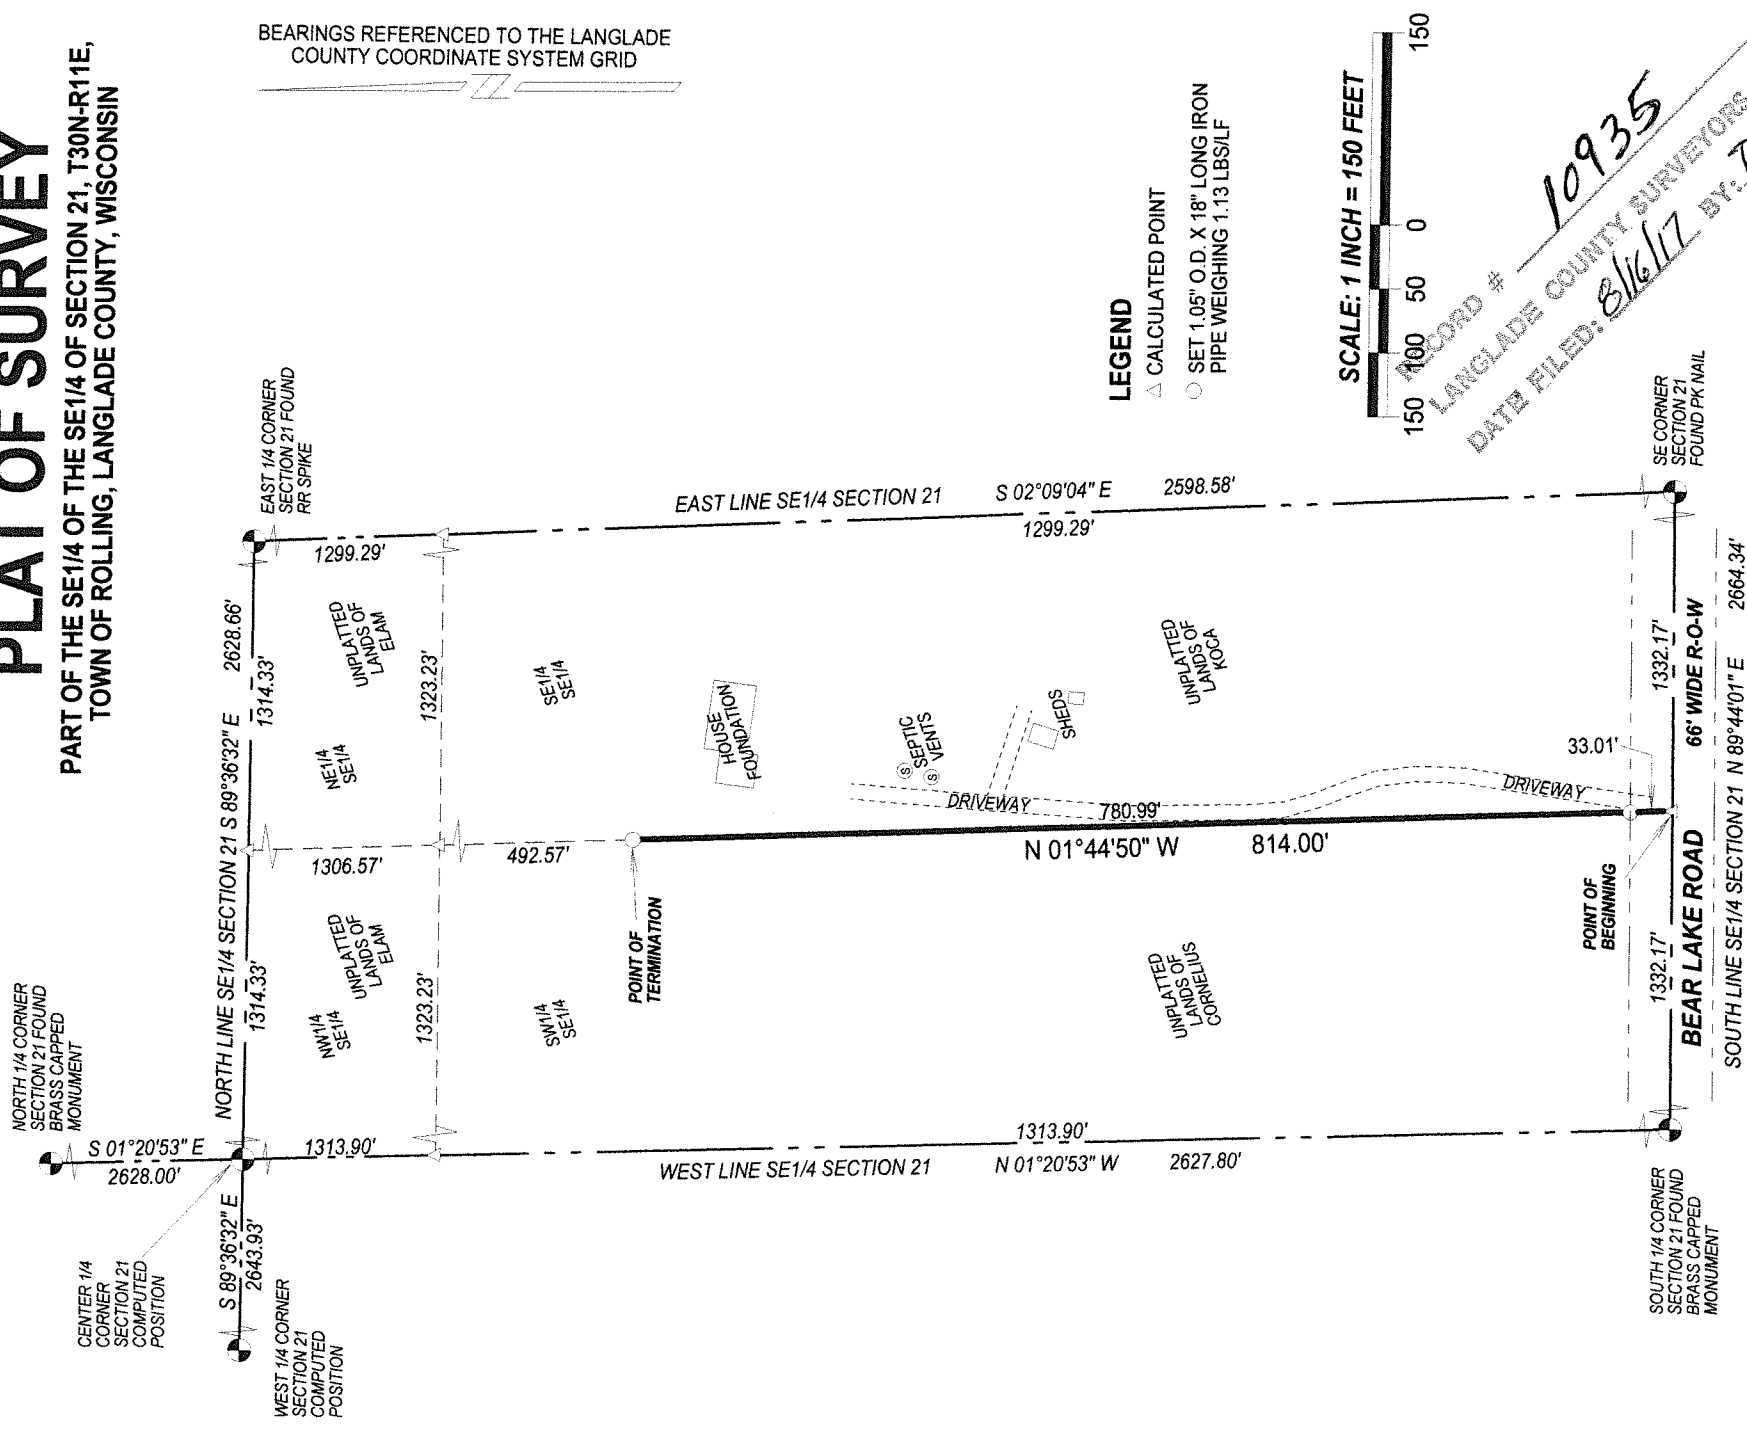 PLAT OF SURVEY
PART OF THE SE1/4 OF THE SE1/4 OF SECTION 21, T30N-R11E,
TOWN OF ROLLING, LANGLADE COUNTY, WISCONSIN
BEARINGS REFERENCED TO THE LANGLADE
COUNTY COORDINATE SYSTEM GRID
NORTH 1/4 CORNER
SECTION 21 FOUND
BRASS CAPPED
MONUMENT
S 01°20'53" E
2628.00'
CENTER 1/4
CORNER
SECTION 21
COMPUTED
POSITION
S 89°36'32" E
2643.93'
WEST 1/4 CORNER
SECTION 21
COMPUTED
POSITION
NORTH LINE SE1/4 SECTION 21 S 89°36'32" E
2628.66'
1314.33'
1314.33'
EAST 1/4 CORNER
SECTION 21 FOUND
RR SPIKE
1313.90'
1306.57'
1299.29'
NW1/4
SE1/4
UNPLATTED
LANDS OF
ELAM
NE1/4
SE1/4
UNPLATTED
LANDS OF
ELAM
1323.23'
1323.23'
492.57'
SW1/4
SE1/4
SE1/4
SE1/4
POINT OF
TERMINATION
HOUSE
FOUNDATION
S
S
SEPTIC
VENTS
SHEDS
DRIVEWAY
DRIVEWAY
780.99'
N 01°44'50" W
814.00'
WEST LINE SE1/4 SECTION 21
N 01°20'53" W
2627.80'
1313.90'
EAST LINE SE1/4 SECTION 21
S 02°09'04" E
2598.58'
1299.29'
UNPLATTED
LANDS OF
CORNELIUS
UNPLATTED
LANDS OF
KOCA
POINT OF
BEGINNING
33.01'
1332.17'
1332.17'
BEAR LAKE ROAD
66' WIDE R-O-W
SOUTH LINE SE1/4 SECTION 21 N 89°44'01" E
2664.34'
SOUTH 1/4 CORNER
SECTION 21 FOUND
BRASS CAPPED
MONUMENT
SE CORNER
SECTION 21
FOUND PK NAIL
LEGEND
CALCULATED POINT
SET 1.05" O.D. X 18" LONG IRON
PIPE WEIGHING 1.13 LBS/LF
SCALE: 1 INCH = 150 FEET
150 100 50 0 150
RECORD # 10935
LANGLADE COUNTY SURVEYORS
DATE FILED: 8/16/17 BY: